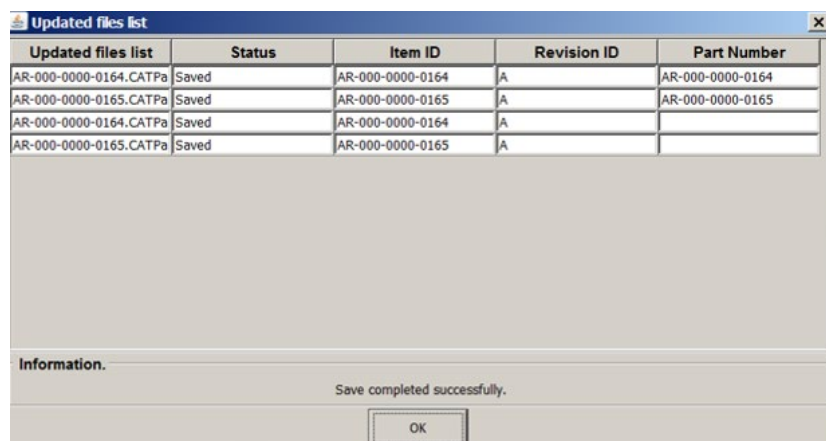 Updated files list
Updated files list Status Item ID Revision ID Part Number
AR-000-0000-0164.CATPa Saved AR-000-0000-0164 A AR-000-0000-0164
AR-000-0000-0165.CATPa Saved AR-000-0000-0165 A AR-000-0000-0165
AR-000-0000-0164.CATPa Saved AR-000-0000-0164 A
AR-000-0000-0165.CATPa Saved AR-000-0000-0165 A
Information.
Save completed successfully.
OK